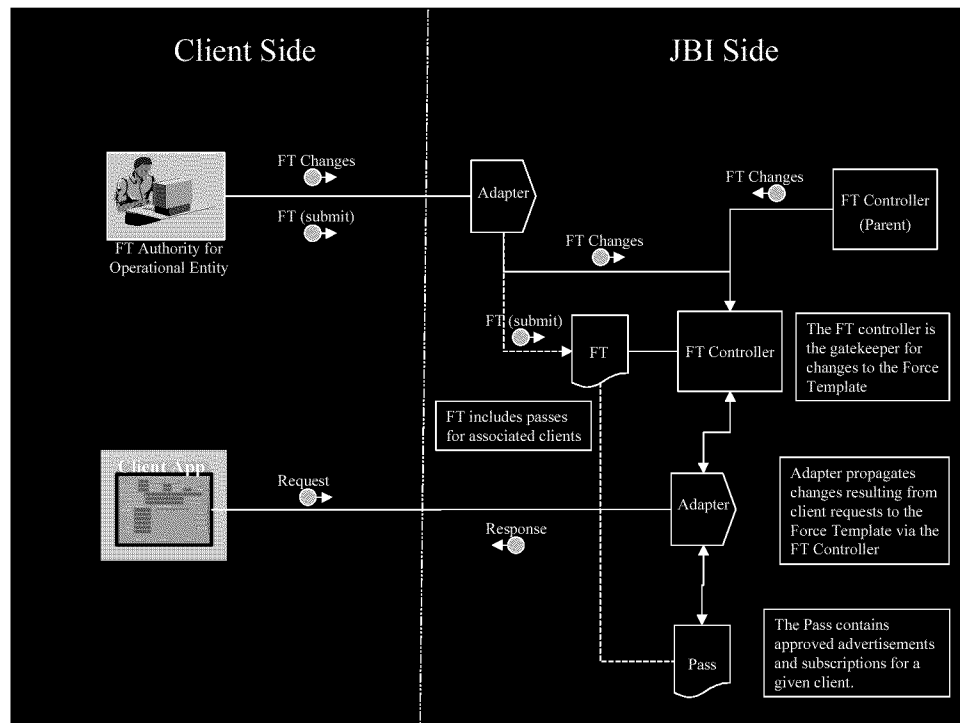 Client Side
JBI Side
FT Changes
FT (submit)
FT Authority for
Operational Entity
Adapter
FT Changes
FT Changes
FT Controller
(Parent)
FT (submit)
FT
FT Controller
The FT controller is
the gatekeeper for
changes to the Force
Template
FT includes passes
for associated clients
Client App
Request
Response
Adapter
Adapter propagates
changes resulting from
client requests to the
Force Template via the
FT Controller
Pass
The Pass contains
approved advertisements
and subscriptions for a
given client.